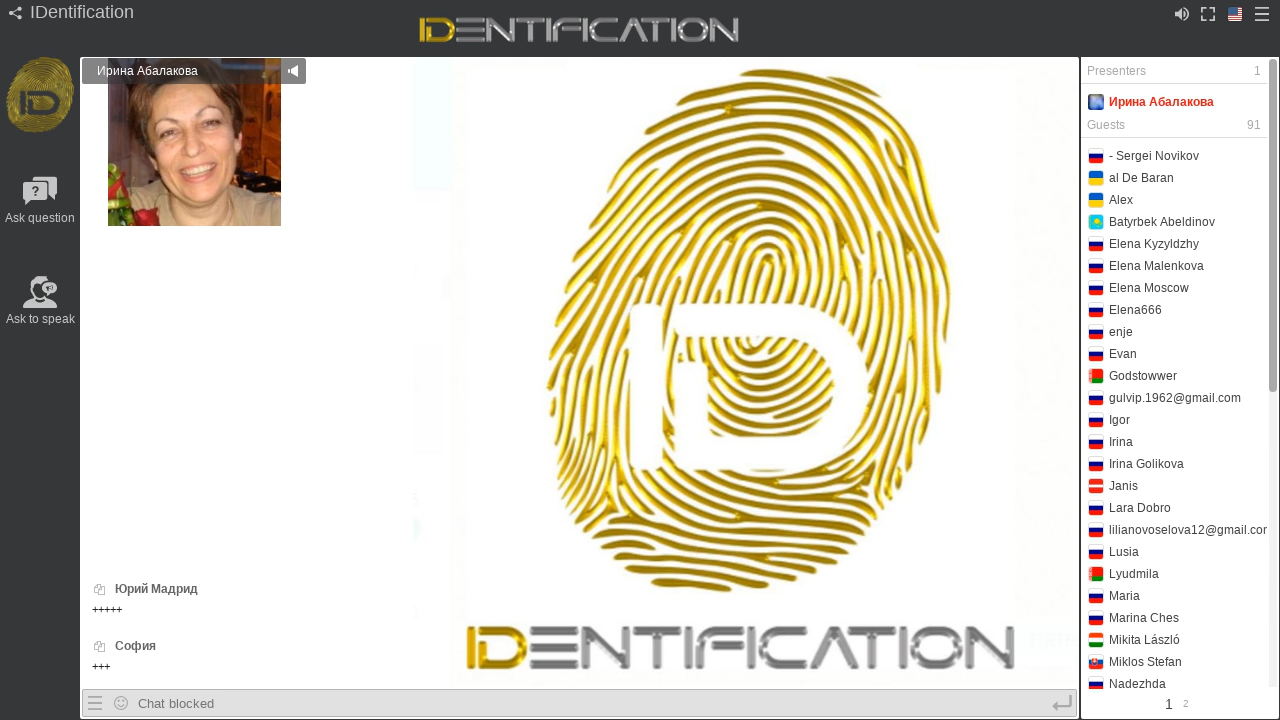 IDentification
IDENTIFICATION
ID
Ask question
Ask to speak
Ирина Абалакова
ID
IDENTIFICATION
Юрий Мадрид
+++++
София
+++
Chat blocked
Presenters 1
Ирина Абалакова
Guests 91
- Sergei Novikov
al De Baran
Alex
Batyrbek Abeldinov
Elena Kyzyldzhy
Elena Malenkova
Elena Moscow
Elena666
enje
Evan
Godstowwer
gulvip.1962@gmail.com
Igor
Irina
Irina Golikova
Janis
Lara Dobro
lilianovoselova12@gmail.com
Lusia
Lyudmila
Maria
Marina Ches
Mikita László
Miklos Stefan
Nadezhda
1 2